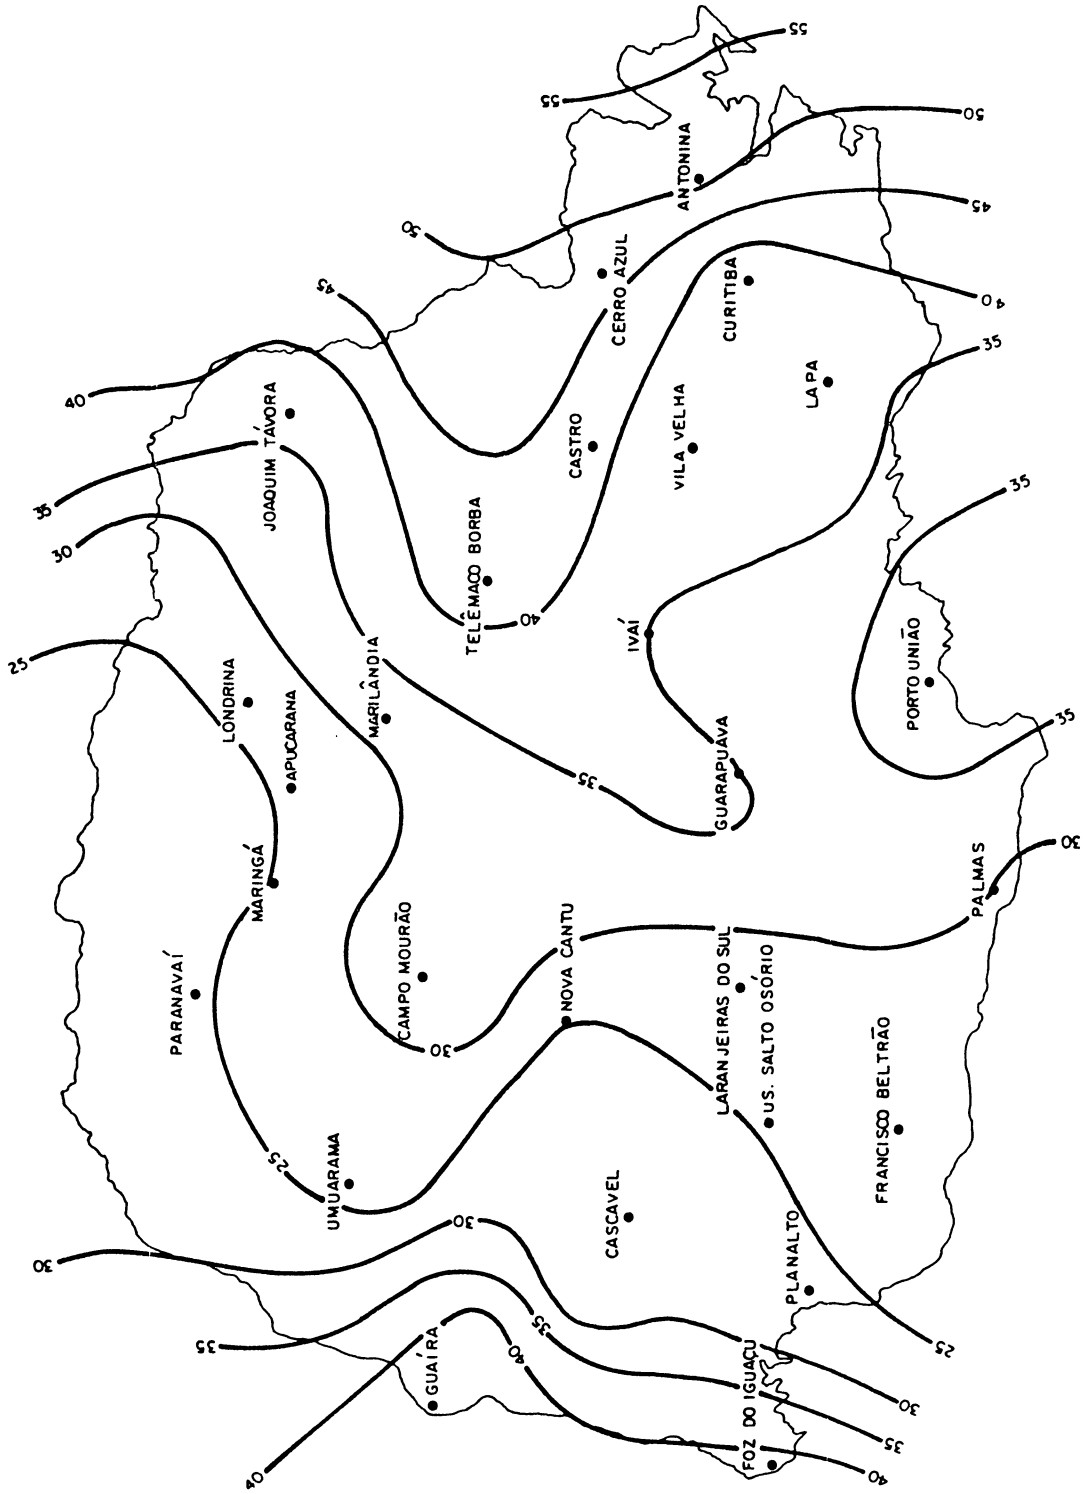 55
55
50
50
45
45
40
40
35
35
30
25
35
35
30
40
35
30
25
30
25
30
35
40
30
35
40
25
30
35
40
ANTONINA
CERRO AZUL
CURITIBA
JOAQUIM TÁVORA
LAPA
CASTRO
VILA VELHA
TELÊMACO BORBA
IVAÍ
MARILÂNDIA
LONDRINA
APUCARANA
PORTO UNIÃO
GUARAPUAVA
MARINGÁ
PALMAS
PARANAVAÍ
CAMPO MOURÃO
NOVA CANTU
LARANJEIRAS DO SUL
US. SALTO OSÓRIO
FRANCISCO BELTRÃO
UMUARAMA
CASCAVEL
PLANALTO
GUAÍRA
FOZ DO IGUAÇU